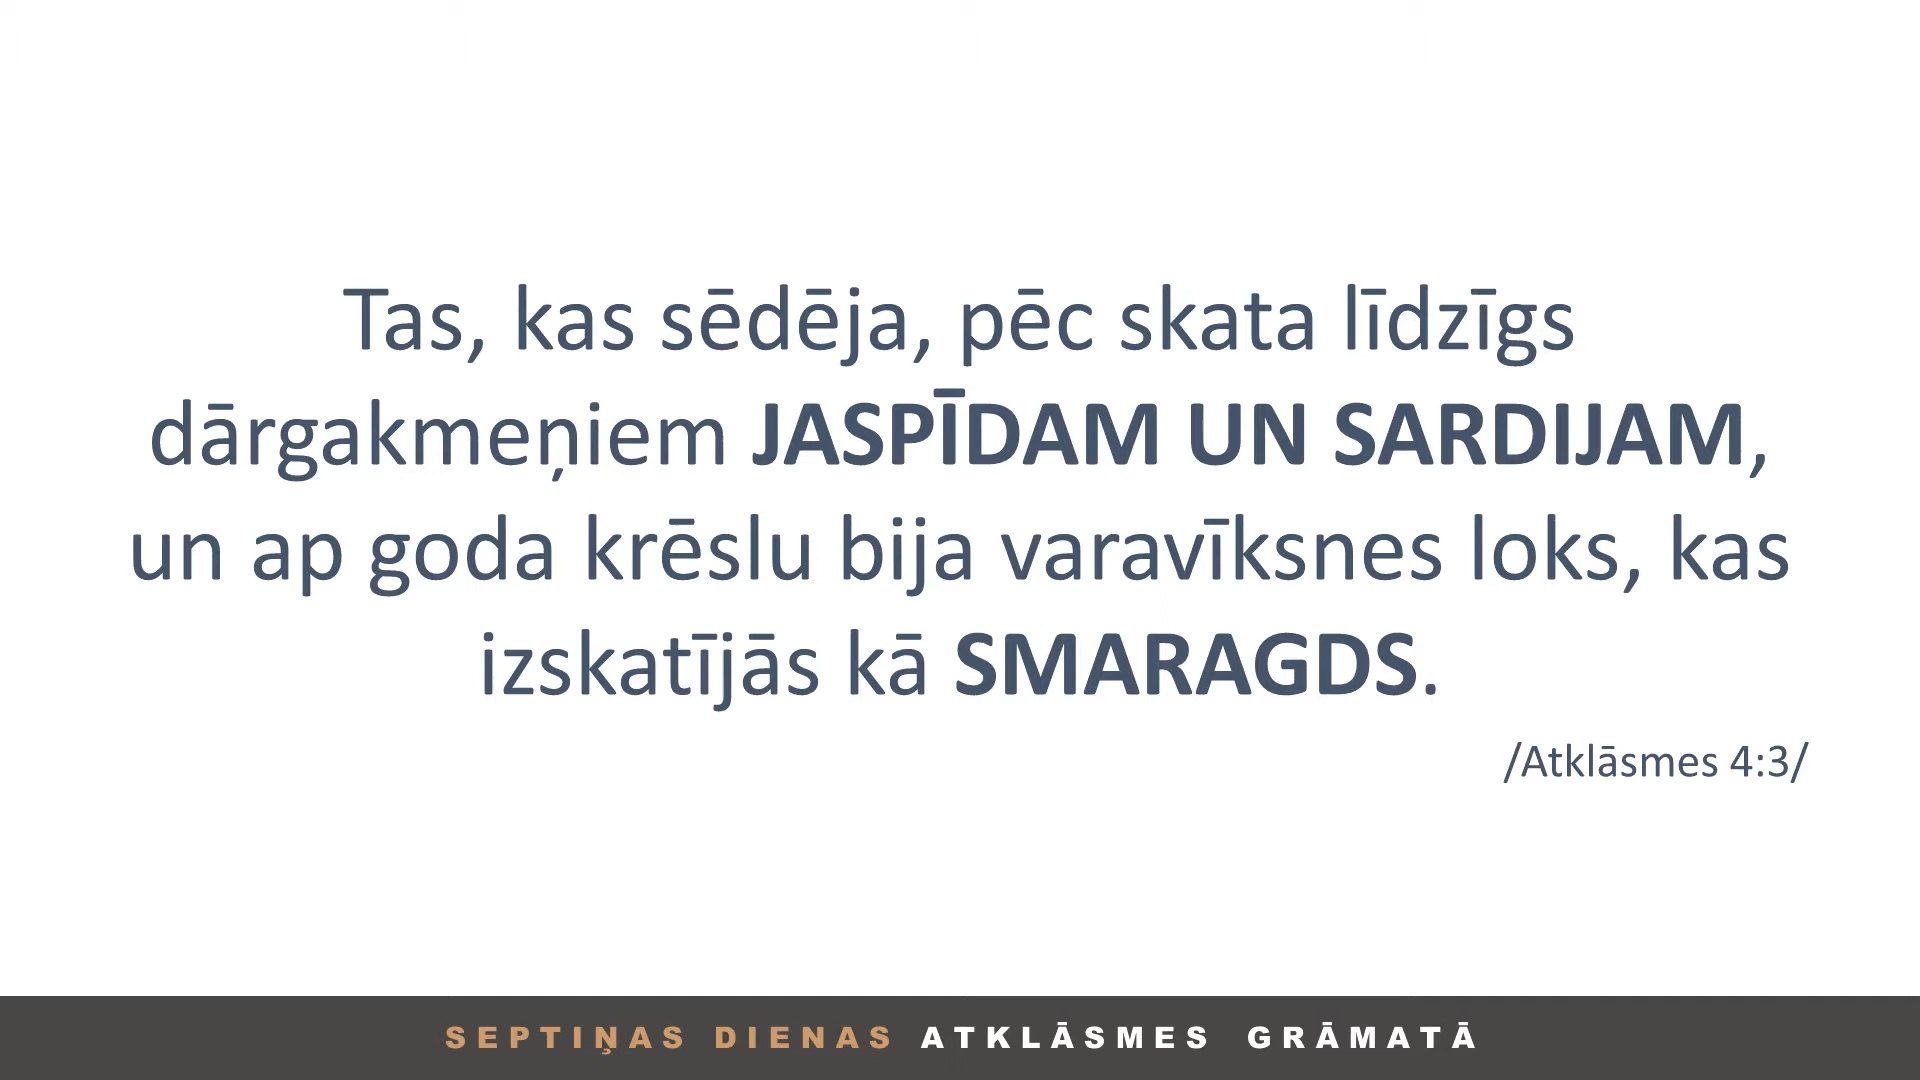 Tas, kas sēdēja, pēc skata līdzīgs
dārgakmeņiem JASPĪDAM UN SARDIJAM,
un ap goda krēslu bija varavīksnes loks, kas
izskatījās kā SMARAGDS.
/Atklāsmes 4:3/
SEPTIŅAS DIENAS ATKLĀSMES GRĀMATĀ